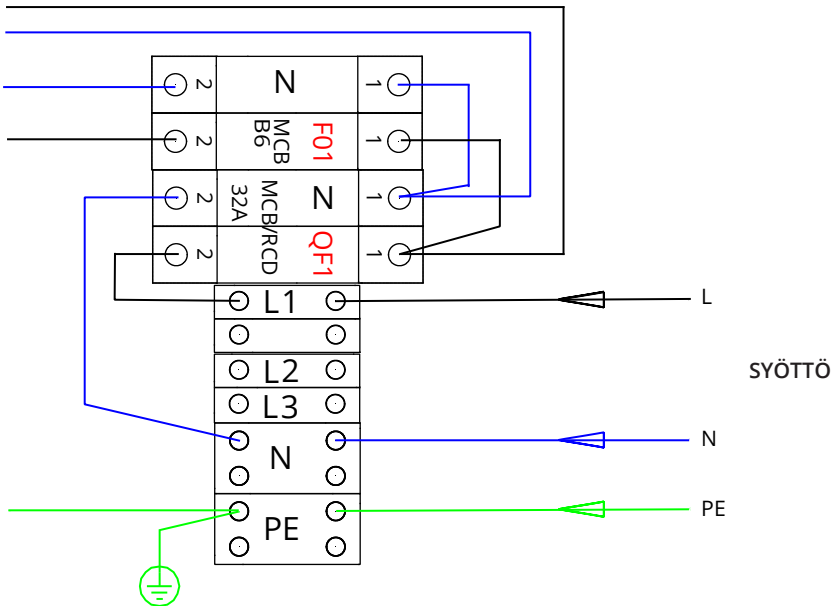 2 N 1
2 MCB B6 F01 1
2 MCB/RCD 32A N 1
2 QF1 1
L1
L
L2
SYÖTTÖ
L3
N
N
PE
PE